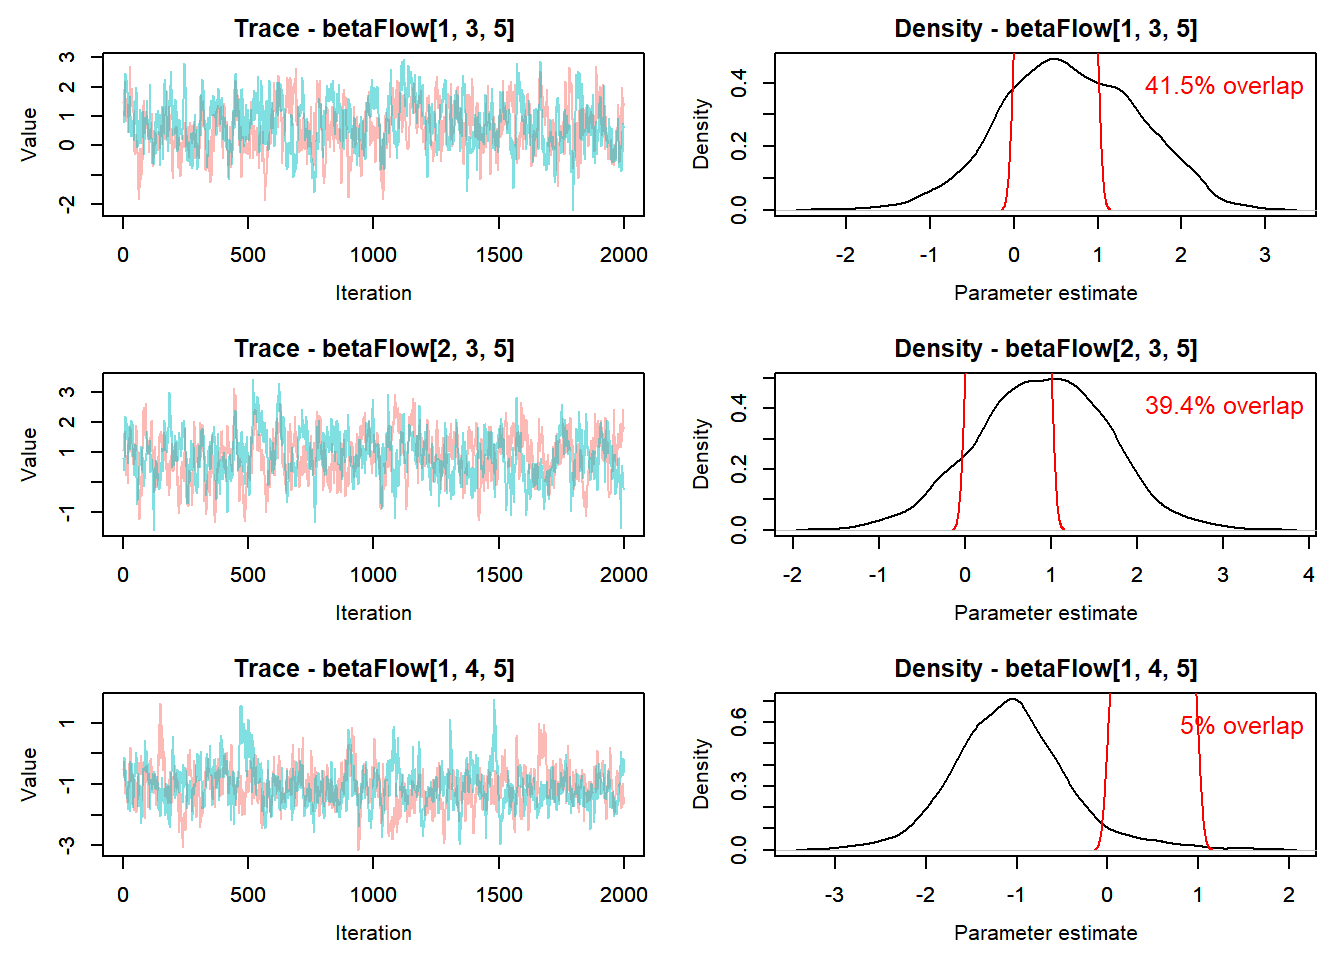 Trace - betaFlow[1, 3, 5]
Value
3
2
1
0
-2
0 500 1000 1500 2000
Iteration
Density - betaFlow[1, 3, 5]
Density
0.4
0.2
0.0
41.5% overlap
-2 -1 0 1 2 3
Parameter estimate
Trace - betaFlow[2, 3, 5]
Value
3
2
1
-1
0 500 1000 1500 2000
Iteration
Density - betaFlow[2, 3, 5]
Density
0.4
0.2
0.0
39.4% overlap
-2 -1 0 1 2 3 4
Parameter estimate
Trace - betaFlow[1, 4, 5]
Value
1
-1
-3
0 500 1000 1500 2000
Iteration
Density - betaFlow[1, 4, 5]
Density
0.6
0.3
0.0
5% overlap
-3 -2 -1 0 1 2
Parameter estimate